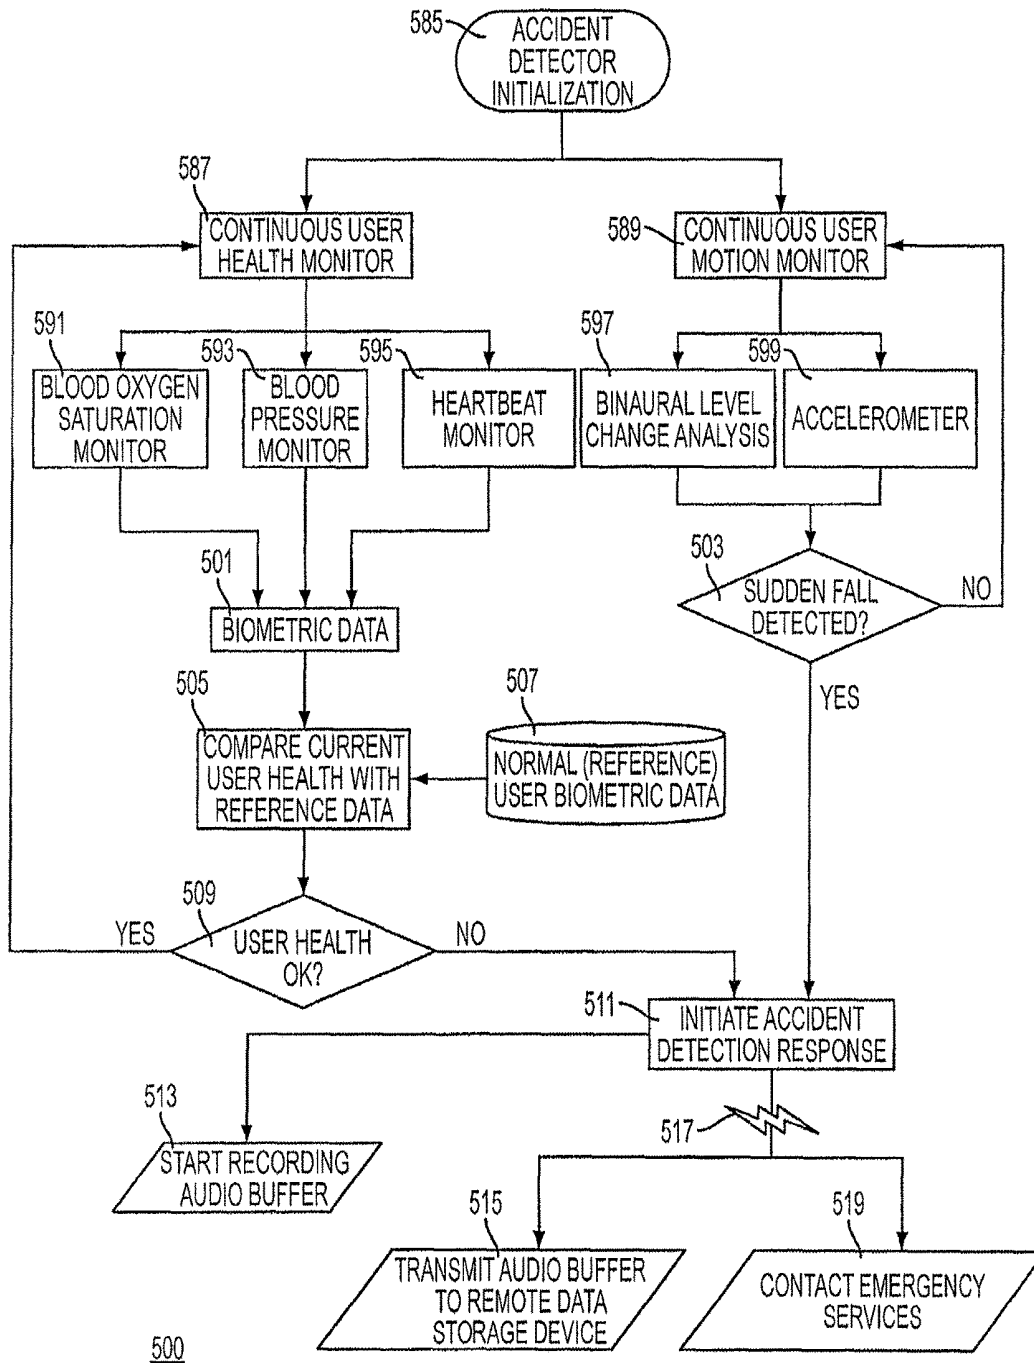 585
ACCIDENT
DETECTOR
INITIALIZATION
587
CONTINUOUS USER
HEALTH MONITOR
589
CONTINUOUS USER
MOTION MONITOR
591
BLOOD OXYGEN
SATURATION
MONITOR
593
BLOOD
PRESSURE
MONITOR
595
HEARTBEAT
MONITOR
597
BINAURAL LEVEL
CHANGE ANALYSIS
599
ACCELEROMETER
501
BIOMETRIC DATA
503
SUDDEN FALL
DETECTED?
NO
YES
505
COMPARE CURRENT
USER HEALTH WITH
REFERENCE DATA
507
NORMAL (REFERENCE)
USER BIOMETRIC DATA
509
USER HEALTH
OK?
YES
NO
511
INITIATE ACCIDENT
DETECTION RESPONSE
513
START RECORDING
AUDIO BUFFER
517
515
TRANSMIT AUDIO BUFFER
TO REMOTE DATA
STORAGE DEVICE
519
CONTACT EMERGENCY
SERVICES
500